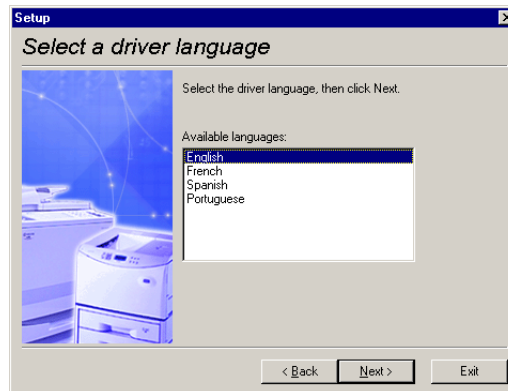 Setup
Select a driver language
Select the driver language, then click Next.
Available languages:
English
French
Spanish
Portuguese
< Back
Next >
Exit